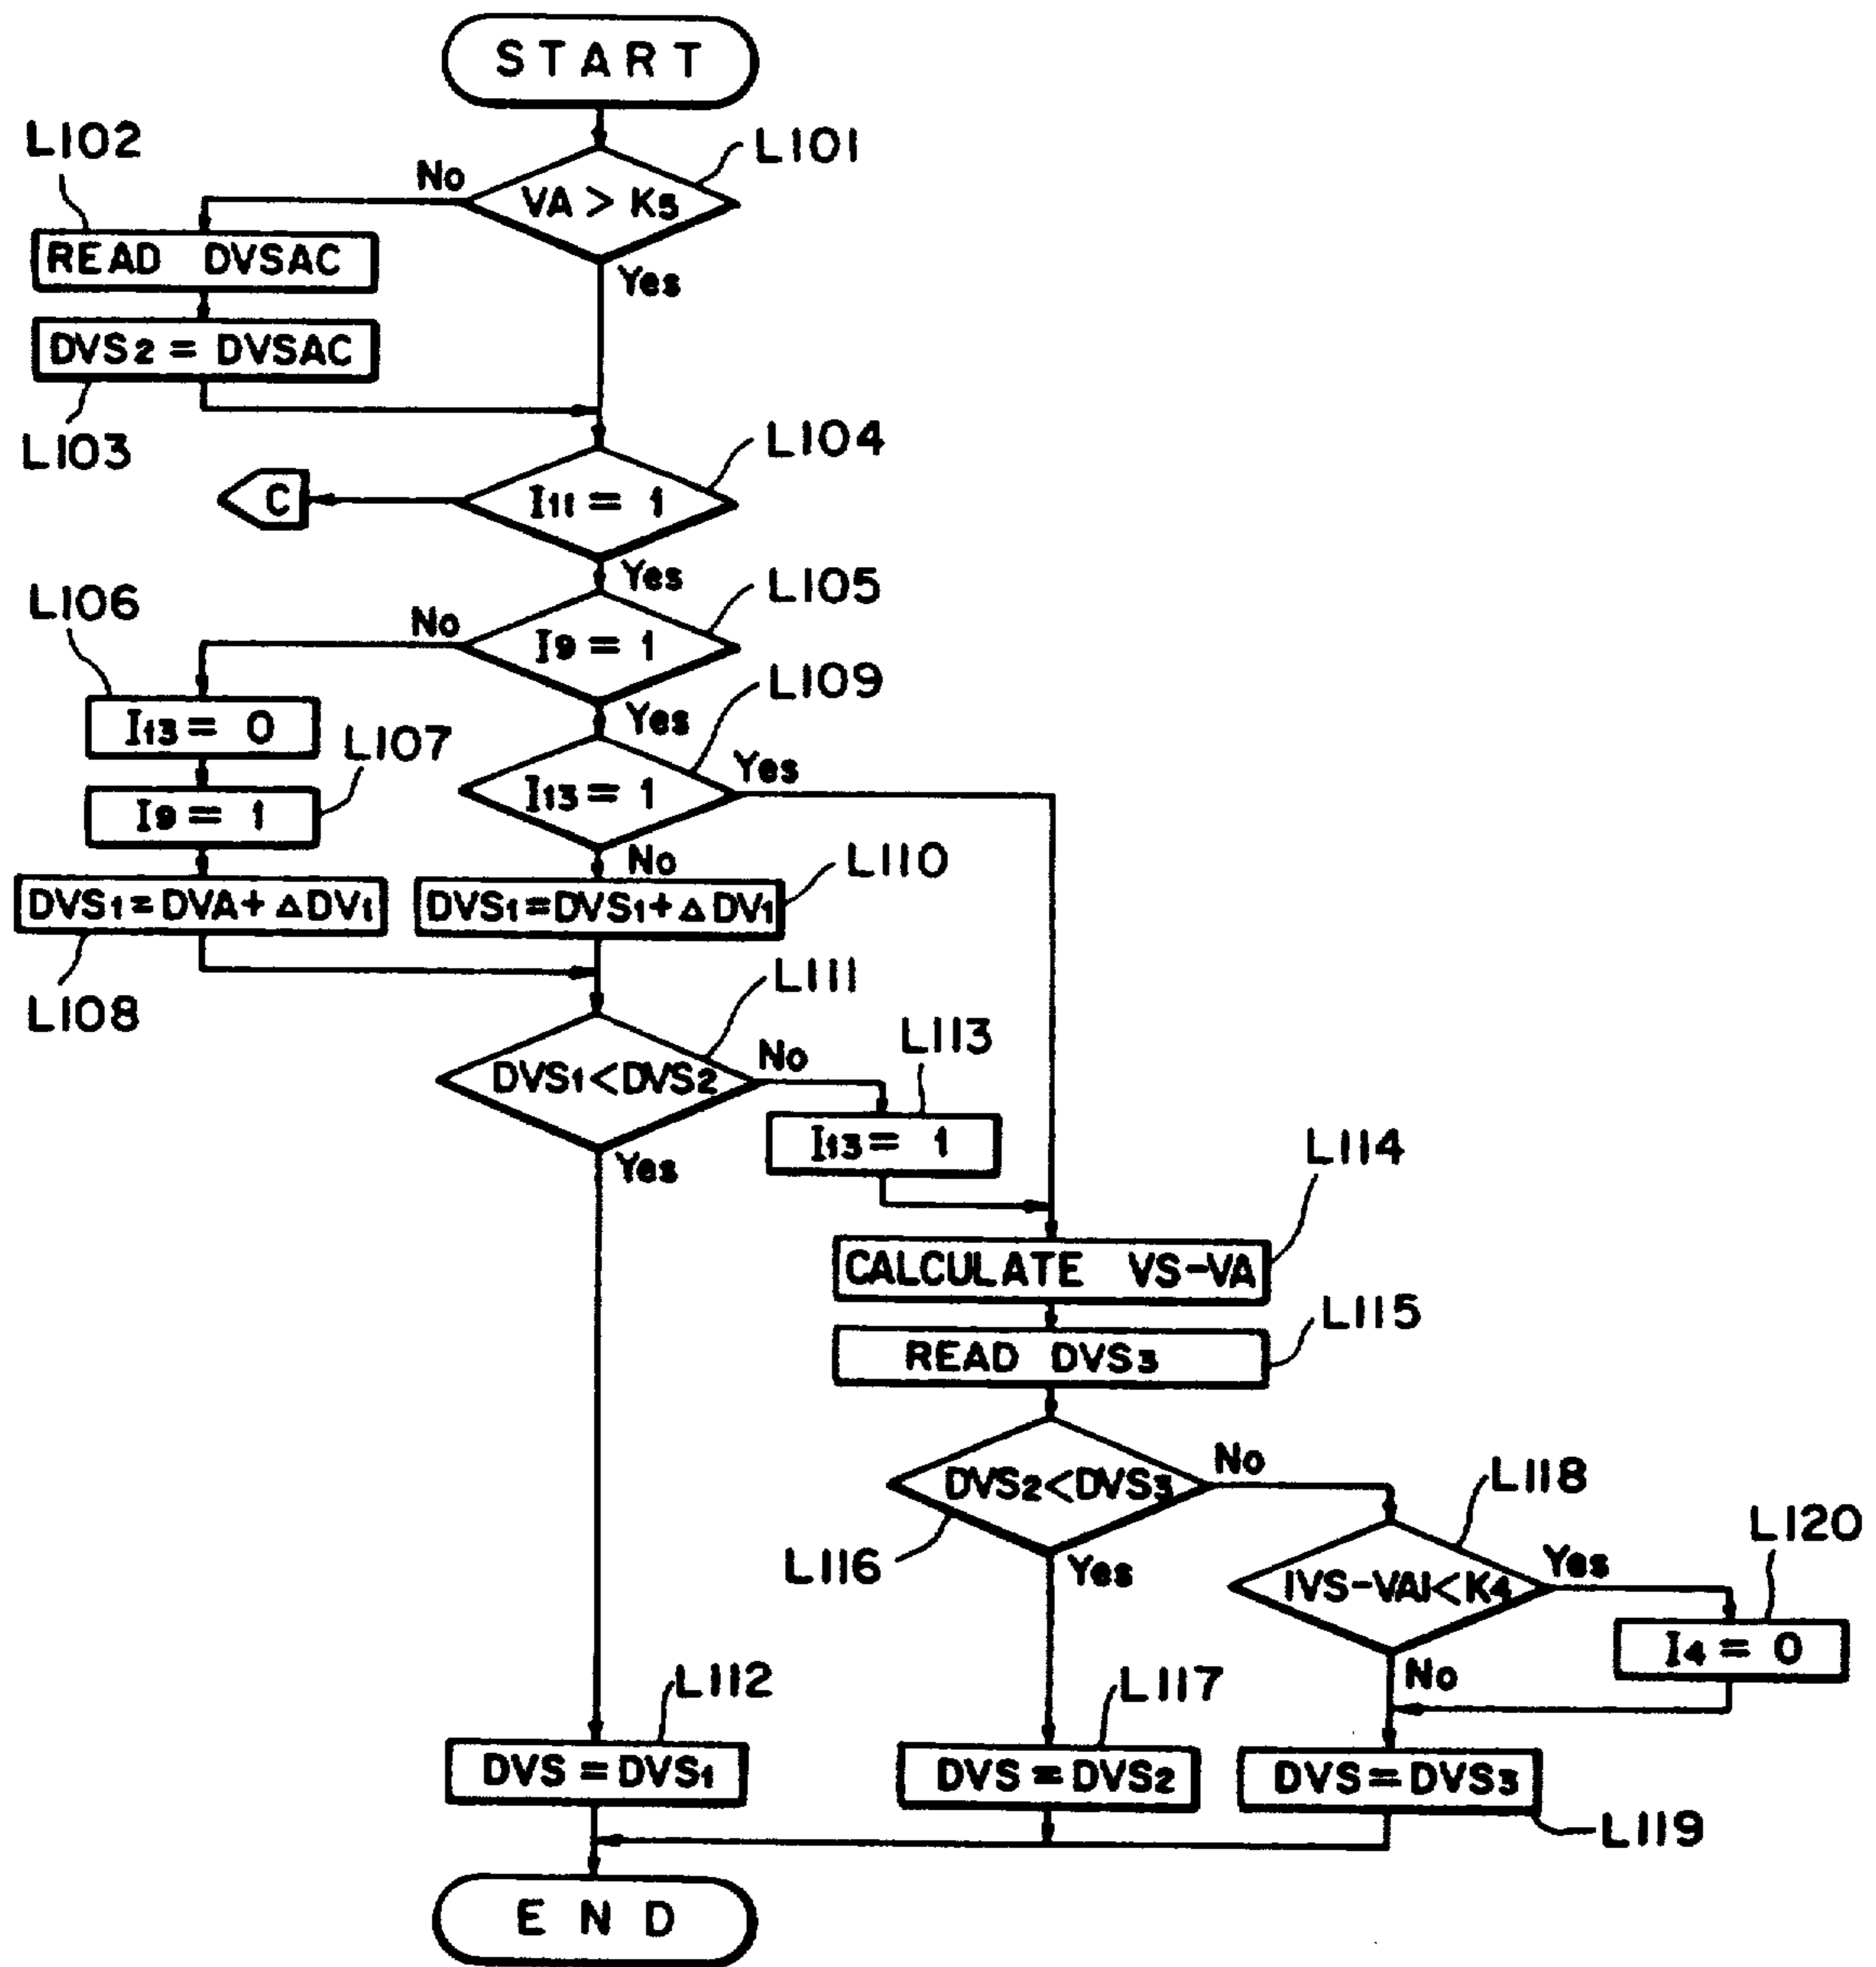 START
L102
L101
No
VA > K5
READ DVSAC
Yes
DVS2 = DVSAC
L103
L104
C
I11 = 1
Yes
L105
L106
No
I9 = 1
L109
I13 = 0
Yes
L107
Yes
I13 = 1
I9 = 1
No
L110
DVS1 = DVA + ΔDV1
DVS1 = DVS1 + ΔDV1
L108
L111
L113
No
DVS1 < DVS2
I13 = 1
Yes
L114
CALCULATE VS-VA
L115
READ DVS3
No
L118
DVS2 < DVS3
L120
L116
Yes
Yes
|VS-VA| < K4
I4 = 0
No
L112
L117
DVS = DVS1
DVS = DVS2
DVS = DVS3
L119
END